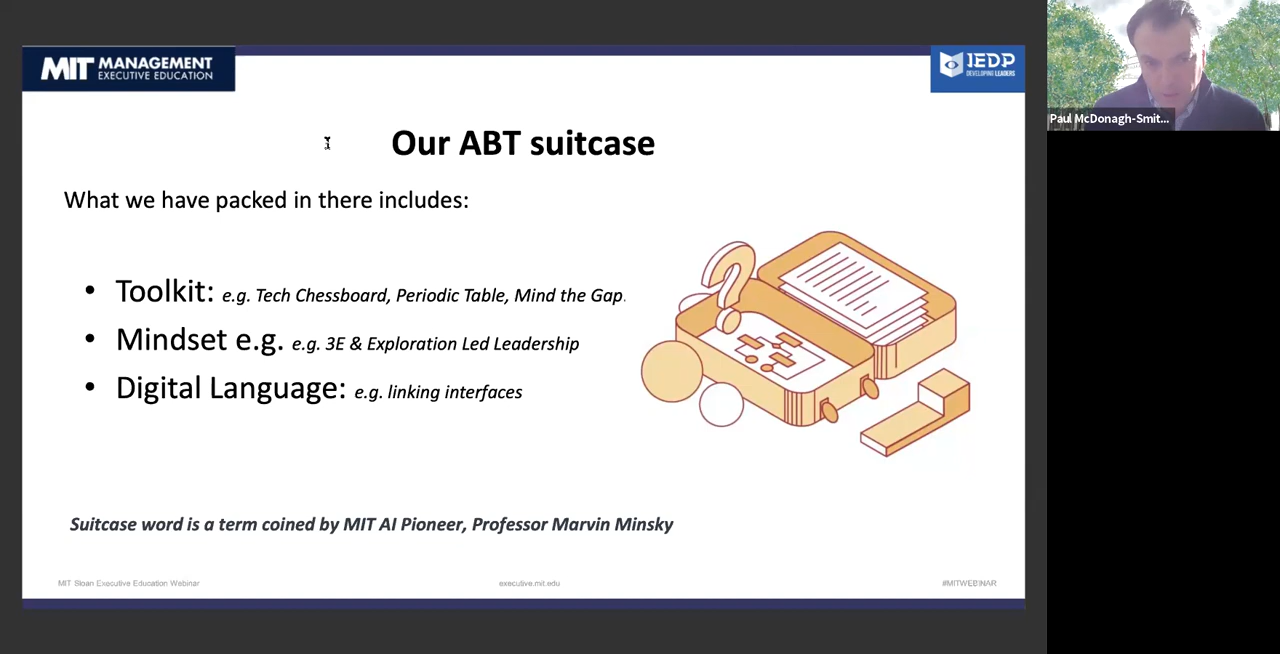 MIT MANAGEMENT
EXECUTIVE EDUCATION
IEDP
DEVELOPING LEADERS
Paul McDonagh-Smit...
Our ABT suitcase
What we have packed in there includes:
• Toolkit: e.g. Tech Chessboard, Periodic Table, Mind the Gap.
• Mindset e.g. e.g. 3E & Exploration Led Leadership
• Digital Language: e.g. linking interfaces
Suitcase word is a term coined by MIT AI Pioneer, Professor Marvin Minsky
MIT Sloan Executive Education Webinar
executive.mit.edu
#MITWEBINAR